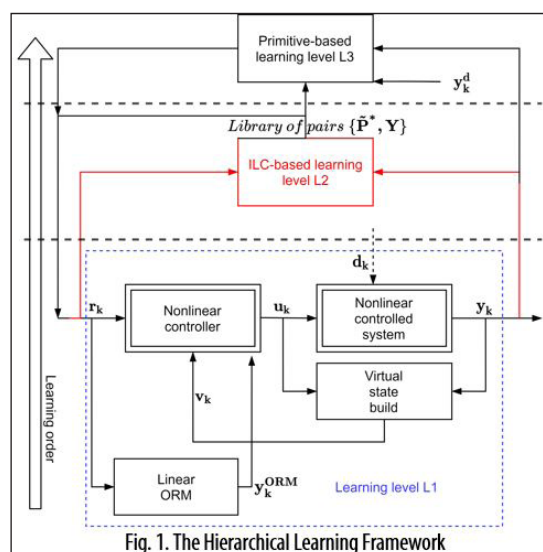 Primitive-based
learning level L3
y_k^d
Library of pairs {P̃*, Y}
ILC-based learning
level L2
d_k
r_k
Nonlinear
controller
u_k
Nonlinear
controlled
system
y_k
v_k
Virtual
state
build
Linear
ORM
y_k^ORM
Learning level L1
Learning order
Fig. 1. The Hierarchical Learning Framework